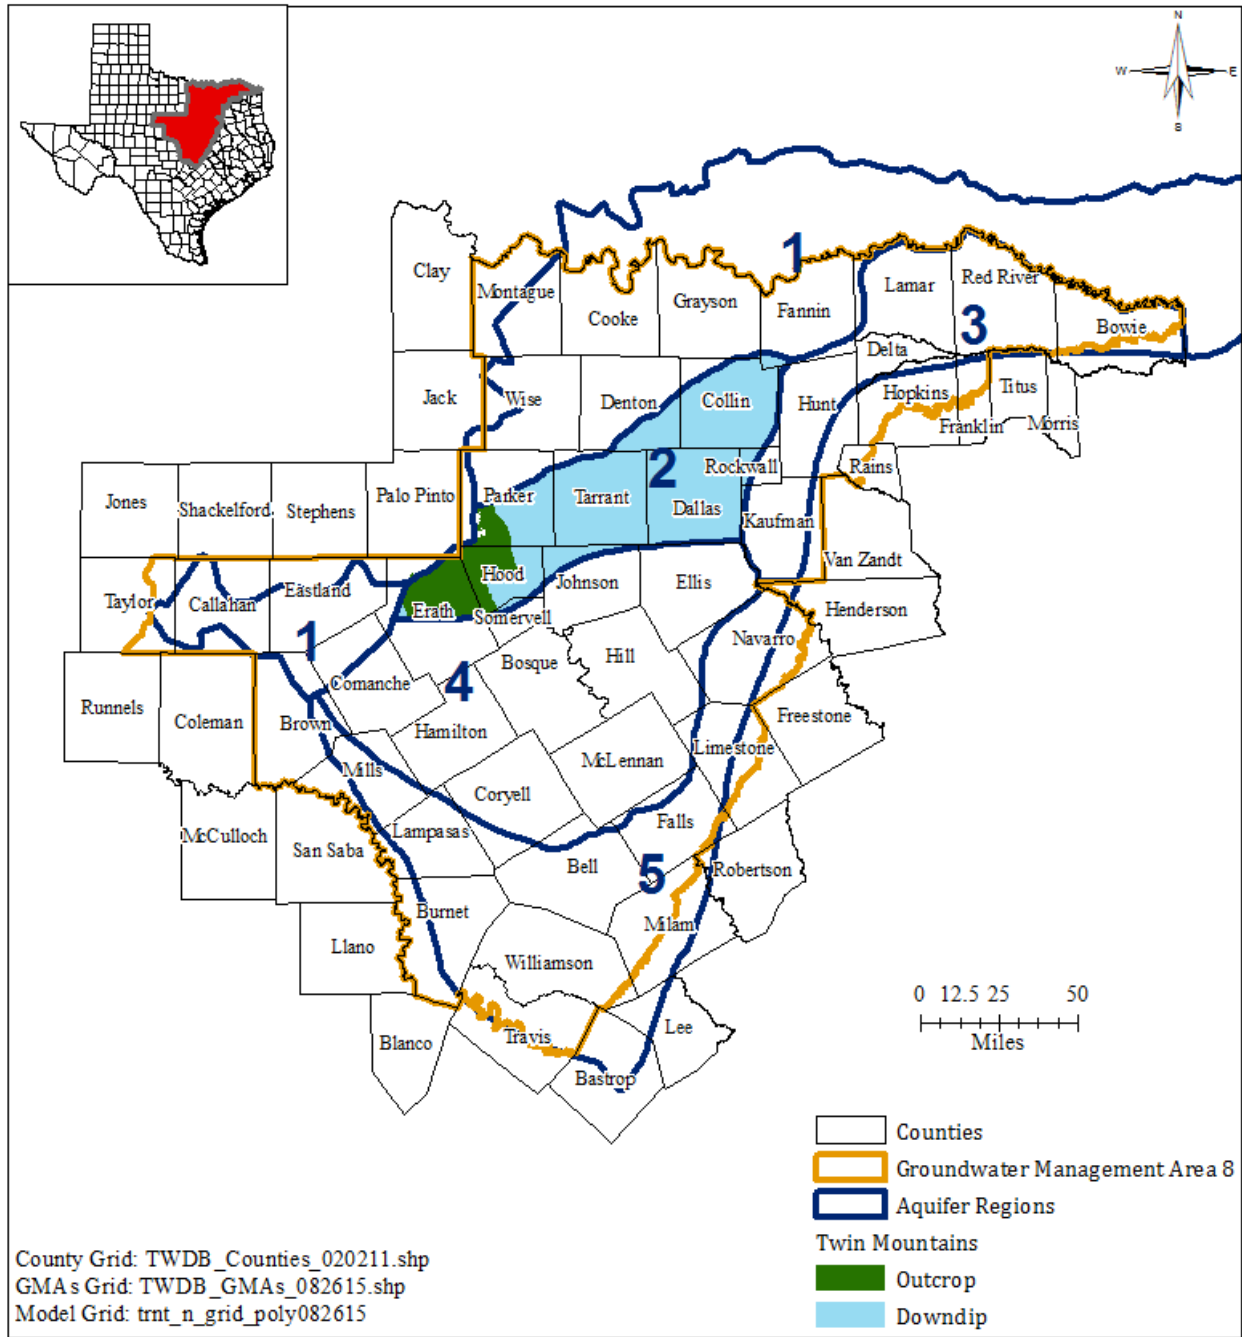 N
W E
S
1
Clay
Montague
Cooke
Grayson
Fannin
Lamar
Red River
3
Bowie
Delta
Jack
Wise
Denton
Collin
Hunt
Hopkins
Titus
Franklin
Morris
2
Rockwall
Rains
Jones
Shackelford
Stephens
Palo Pinto
Parker
Tarrant
Dallas
Kaufman
Van Zandt
Taylor
Callahan
Eastland
Hood
Johnson
Ellis
Erath
Somervell
Henderson
1
Navarro
Bosque
Hill
Comanche
4
Runnels
Coleman
Brown
Hamilton
Freestone
Limestone
McLennan
Mills
Coryell
McCulloch
San Saba
Lampasas
Falls
Bell
5
Robertson
Burnet
Milam
Llano
Williamson
Travis
Lee
Blanco
Bastrop
0 12.5 25 50
Miles
Counties
Groundwater Management Area 8
Aquifer Regions
Twin Mountains
Outcrop
Downdip
County Grid: TWDB_Counties_020211.shp
GMAs Grid: TWDB_GMAs_082615.shp
Model Grid: trnt_n_grid_poly082615